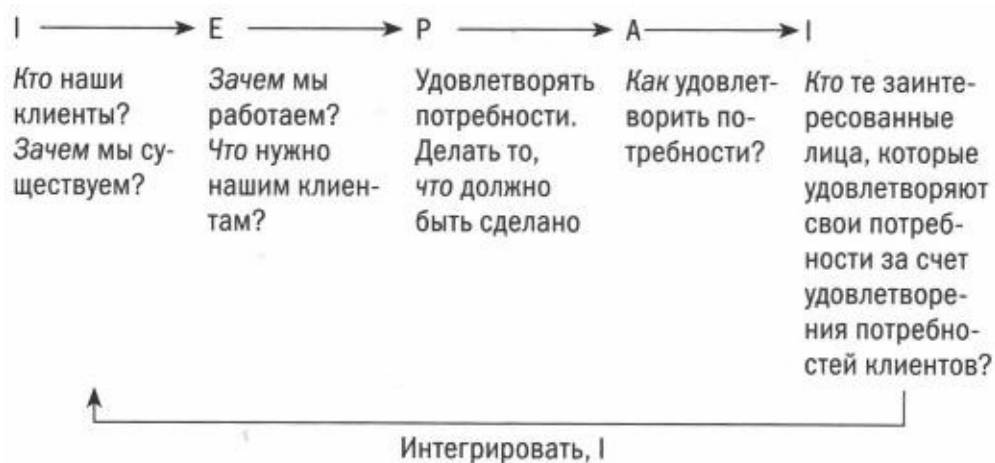 I → E → P → A → I
Кто наши
клиенты?
Зачем мы су-
ществуем?
Зачем мы
работаем?
Что нужно
нашим клиен-
там?
Удовлетворять
потребности.
Делать то,
что должно
быть сделано
Как удовлет-
ворить по-
требности?
Кто те заинте-
ресованные
лица, которые
удовлетворяют
свои потреб-
ности за счет
удовлетворе-
ния потребно-
стей клиентов?
Интегрировать, I